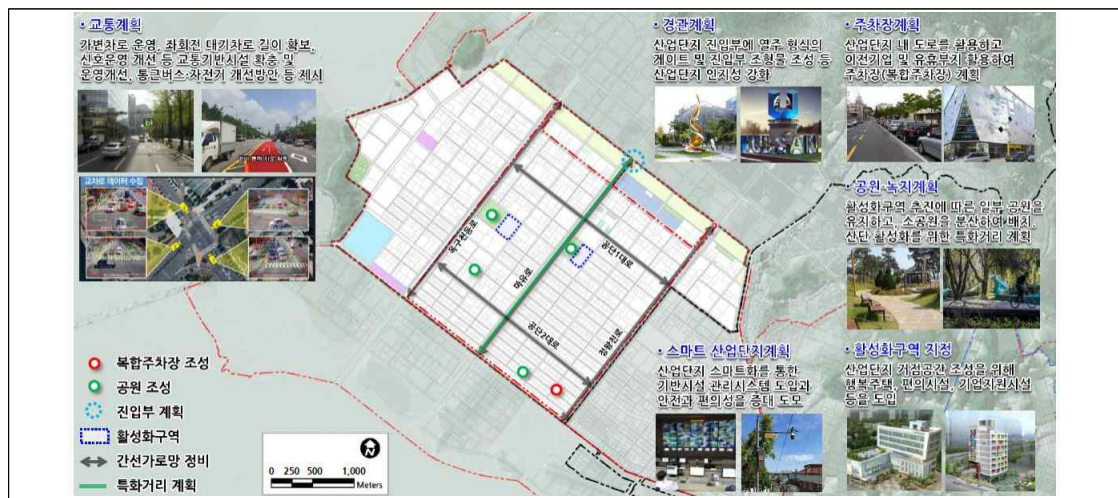 • 교통계획
가변차로 운영, 좌회전 대기차로 길이 확보,
신호운영 개선 등 교통기반시설 확충 및
운영개선, 통근버스·자전거 개선방안 등 제시
교차로 데이터 수집
• 경관계획
산업단지 진입부에 열주 형식의
게이트 및 진입부 조형물 조성 등
산업단지 인지성 강화
• 주차장계획
산업단지 내 도로를 활용하고
이전기업 및 유휴부지 활용하여
주차장(복합주차장) 계획
• 공원·녹지계획
활성화구역 추진에 따른 일부 공원을
유지하고, 소공원을 분산하여 배치,
산단 활성화를 위한 특화거리 계획
옥구천동로
마유로
공단1대로
공단2대로
정왕천로
• 스마트 산업단지계획
산업단지 스마트화를 통한
기반시설 관리시스템 도입과
안전과 편의성을 증대 도모
• 활성화구역 지정
산업단지 거점공간 조성을 위해
행복주택, 편의시설, 기업지원시설
등을 도입
복합주차장 조성
공원 조성
진입부 계획
활성화구역
간선가로망 정비
특화거리 계획
N
0 250 500 1,000
Meters